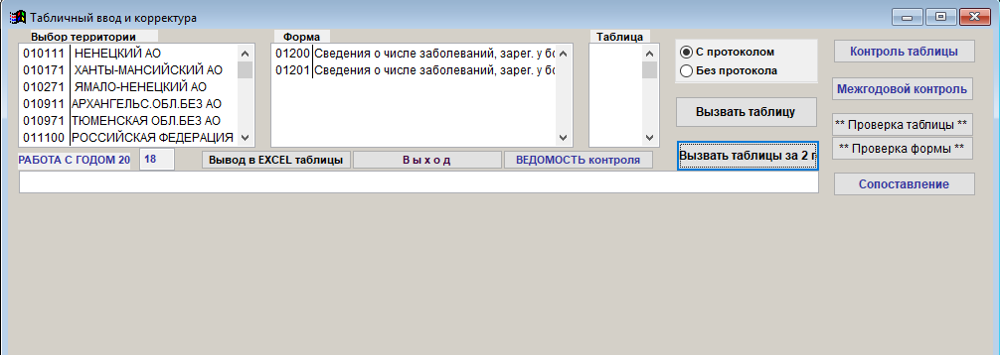 Табличный ввод и корректура
Выбор территории
Форма
Таблица
010111 НЕНЕЦКИЙ АО
010171 ХАНТЫ-МАНСИЙСКИЙ АО
010271 ЯМАЛО-НЕНЕЦКИЙ АО
010911 АРХАНГЕЛЬС.ОБЛ.БЕЗ АО
010971 ТЮМЕНСКАЯ ОБЛ.БЕЗ АО
011100 РОССИЙСКАЯ ФЕДЕРАЦИЯ
01200 Сведения о числе заболеваний, зарег. у бо
01201 Сведения о числе заболеваний, зарег. у бо
С протоколом
Без протокола
Вызвать таблицу
Вызвать таблицы за 2 г
Контроль таблицы
Межгодовой контроль
** Проверка таблицы **
** Проверка формы **
Сопоставление
РАБОТА С ГОДОМ 20 18
Вывод в EXCEL таблицы
В ы х о д
ВЕДОМОСТЬ контроля